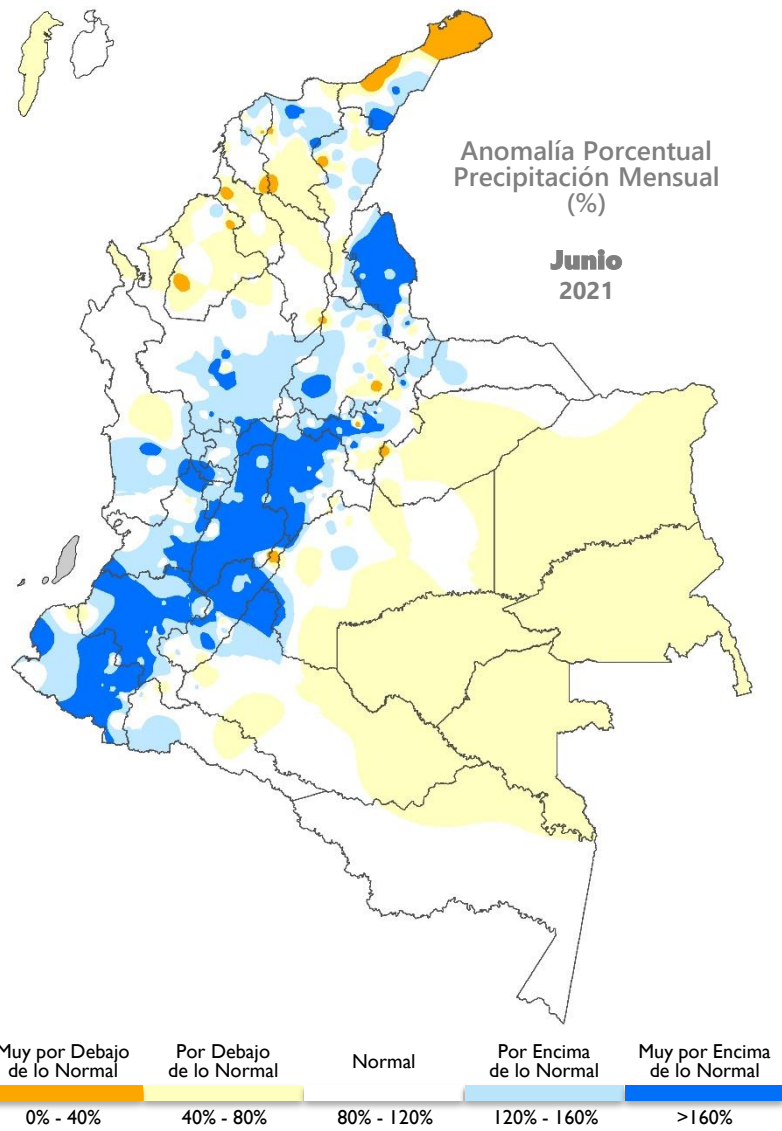 Anomalía Porcentual
Precipitación Mensual
(%)
Junio
2021
Muy por Debajo
de lo Normal
Por Debajo
de lo Normal
Normal
Por Encima
de lo Normal
Muy por Encima
de lo Normal
0% - 40%
40% - 80%
80% - 120%
120% - 160%
>160%